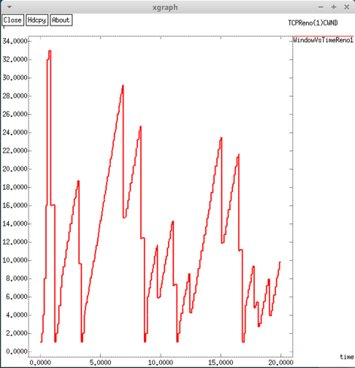 xgraph
Close Hdcpy About
TCPReno(1)CWND
Y
WindowVsTimeReno1
34.0000
32.0000
30.0000
28.0000
26.0000
24.0000
22.0000
20.0000
18.0000
16.0000
14.0000
12.0000
10.0000
8.0000
6.0000
4.0000
2.0000
0.0000
0.0000 5.0000 10.0000 15.0000 20.0000
time